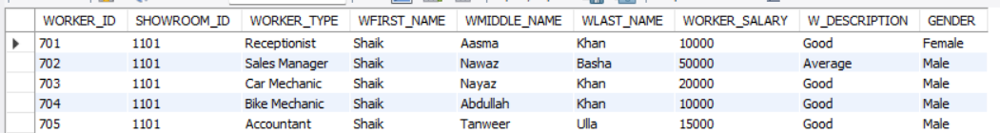 WORKER_ID SHOWROOM_ID WORKER_TYPE WFIRST_NAME WMIDDLE_NAME WLAST_NAME WORKER_SALARY W_DESCRIPTION GENDER
701 1101 Receptionist Shaik Aasma Khan 10000 Good Female
702 1101 Sales Manager Shaik Nawaz Basha 50000 Average Male
703 1101 Car Mechanic Shaik Nayaz Khan 20000 Good Male
704 1101 Bike Mechanic Shaik Abdullah Khan 10000 Good Male
705 1101 Accountant Shaik Tanweer Ulla 15000 Good Male